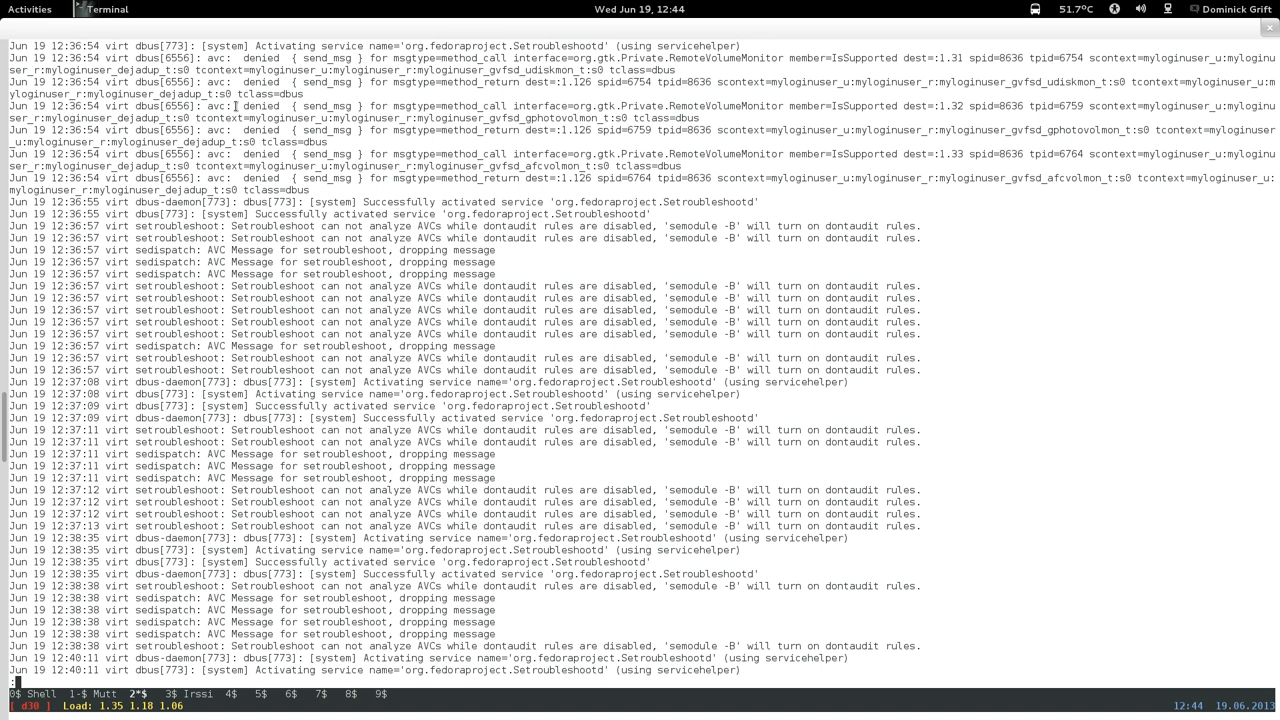 Activities Terminal Wed Jun 19, 12:44 51.7°C Dominick Grift
Jun 19 12:36:54 virt dbus[773]: [system] Activating service name='org.fedoraproject.Setroubleshootd' (using servicehelper)
Jun 19 12:36:54 virt dbus[6556]: avc:  denied  { send_msg } for msgtype=method_call interface=org.gtk.Private.RemoteVolumeMonitor member=IsSupported dest=:1.31 spid=8636 tpid=6754 scontext=myloginuser_u:myloginu
ser_r:myloginuser_dejadup_t:s0 tcontext=myloginuser_u:myloginuser_r:myloginuser_gvfsd_udiskmon_t:s0 tclass=dbus
Jun 19 12:36:54 virt dbus[6556]: avc:  denied  { send_msg } for msgtype=method_return dest=:1.126 spid=6754 tpid=8636 scontext=myloginuser_u:myloginuser_r:myloginuser_gvfsd_udiskmon_t:s0 tcontext=myloginuser_u:m
yloginuser_r:myloginuser_dejadup_t:s0 tclass=dbus
Jun 19 12:36:54 virt dbus[6556]: avc:  denied  { send_msg } for msgtype=method_call interface=org.gtk.Private.RemoteVolumeMonitor member=IsSupported dest=:1.32 spid=8636 tpid=6759 scontext=myloginuser_u:myloginu
ser_r:myloginuser_dejadup_t:s0 tcontext=myloginuser_u:myloginuser_r:myloginuser_gvfsd_gphotovolmon_t:s0 tclass=dbus
Jun 19 12:36:54 virt dbus[6556]: avc:  denied  { send_msg } for msgtype=method_return dest=:1.126 spid=6759 tpid=8636 scontext=myloginuser_u:myloginuser_r:myloginuser_gvfsd_gphotovolmon_t:s0 tcontext=myloginuser
_u:myloginuser_r:myloginuser_dejadup_t:s0 tclass=dbus
Jun 19 12:36:54 virt dbus[6556]: avc:  denied  { send_msg } for msgtype=method_call interface=org.gtk.Private.RemoteVolumeMonitor member=IsSupported dest=:1.33 spid=8636 tpid=6764 scontext=myloginuser_u:myloginu
ser_r:myloginuser_dejadup_t:s0 tcontext=myloginuser_u:myloginuser_r:myloginuser_gvfsd_afcvolmon_t:s0 tclass=dbus
Jun 19 12:36:54 virt dbus[6556]: avc:  denied  { send_msg } for msgtype=method_return dest=:1.126 spid=6764 tpid=8636 scontext=myloginuser_u:myloginuser_r:myloginuser_gvfsd_afcvolmon_t:s0 tcontext=myloginuser_u:
myloginuser_r:myloginuser_dejadup_t:s0 tclass=dbus
Jun 19 12:36:55 virt dbus-daemon[773]: dbus[773]: [system] Successfully activated service 'org.fedoraproject.Setroubleshootd'
Jun 19 12:36:55 virt dbus[773]: [system] Successfully activated service 'org.fedoraproject.Setroubleshootd'
Jun 19 12:36:57 virt setroubleshoot: Setroubleshoot can not analyze AVCs while dontaudit rules are disabled, 'semodule -B' will turn on dontaudit rules.
Jun 19 12:36:57 virt setroubleshoot: Setroubleshoot can not analyze AVCs while dontaudit rules are disabled, 'semodule -B' will turn on dontaudit rules.
Jun 19 12:36:57 virt sedispatch: AVC Message for setroubleshoot, dropping message
Jun 19 12:36:57 virt sedispatch: AVC Message for setroubleshoot, dropping message
Jun 19 12:36:57 virt sedispatch: AVC Message for setroubleshoot, dropping message
Jun 19 12:36:57 virt setroubleshoot: Setroubleshoot can not analyze AVCs while dontaudit rules are disabled, 'semodule -B' will turn on dontaudit rules.
Jun 19 12:36:57 virt setroubleshoot: Setroubleshoot can not analyze AVCs while dontaudit rules are disabled, 'semodule -B' will turn on dontaudit rules.
Jun 19 12:36:57 virt setroubleshoot: Setroubleshoot can not analyze AVCs while dontaudit rules are disabled, 'semodule -B' will turn on dontaudit rules.
Jun 19 12:36:57 virt setroubleshoot: Setroubleshoot can not analyze AVCs while dontaudit rules are disabled, 'semodule -B' will turn on dontaudit rules.
Jun 19 12:36:57 virt setroubleshoot: Setroubleshoot can not analyze AVCs while dontaudit rules are disabled, 'semodule -B' will turn on dontaudit rules.
Jun 19 12:36:57 virt sedispatch: AVC Message for setroubleshoot, dropping message
Jun 19 12:36:57 virt setroubleshoot: Setroubleshoot can not analyze AVCs while dontaudit rules are disabled, 'semodule -B' will turn on dontaudit rules.
Jun 19 12:36:57 virt setroubleshoot: Setroubleshoot can not analyze AVCs while dontaudit rules are disabled, 'semodule -B' will turn on dontaudit rules.
Jun 19 12:37:08 virt dbus-daemon[773]: dbus[773]: [system] Activating service name='org.fedoraproject.Setroubleshootd' (using servicehelper)
Jun 19 12:37:08 virt dbus[773]: [system] Activating service name='org.fedoraproject.Setroubleshootd' (using servicehelper)
Jun 19 12:37:09 virt dbus[773]: [system] Successfully activated service 'org.fedoraproject.Setroubleshootd'
Jun 19 12:37:09 virt dbus-daemon[773]: dbus[773]: [system] Successfully activated service 'org.fedoraproject.Setroubleshootd'
Jun 19 12:37:11 virt setroubleshoot: Setroubleshoot can not analyze AVCs while dontaudit rules are disabled, 'semodule -B' will turn on dontaudit rules.
Jun 19 12:37:11 virt setroubleshoot: Setroubleshoot can not analyze AVCs while dontaudit rules are disabled, 'semodule -B' will turn on dontaudit rules.
Jun 19 12:37:11 virt sedispatch: AVC Message for setroubleshoot, dropping message
Jun 19 12:37:11 virt sedispatch: AVC Message for setroubleshoot, dropping message
Jun 19 12:37:11 virt sedispatch: AVC Message for setroubleshoot, dropping message
Jun 19 12:37:12 virt setroubleshoot: Setroubleshoot can not analyze AVCs while dontaudit rules are disabled, 'semodule -B' will turn on dontaudit rules.
Jun 19 12:37:12 virt setroubleshoot: Setroubleshoot can not analyze AVCs while dontaudit rules are disabled, 'semodule -B' will turn on dontaudit rules.
Jun 19 12:37:12 virt setroubleshoot: Setroubleshoot can not analyze AVCs while dontaudit rules are disabled, 'semodule -B' will turn on dontaudit rules.
Jun 19 12:37:13 virt setroubleshoot: Setroubleshoot can not analyze AVCs while dontaudit rules are disabled, 'semodule -B' will turn on dontaudit rules.
Jun 19 12:38:35 virt dbus-daemon[773]: dbus[773]: [system] Activating service name='org.fedoraproject.Setroubleshootd' (using servicehelper)
Jun 19 12:38:35 virt dbus[773]: [system] Activating service name='org.fedoraproject.Setroubleshootd' (using servicehelper)
Jun 19 12:38:35 virt dbus[773]: [system] Successfully activated service 'org.fedoraproject.Setroubleshootd'
Jun 19 12:38:35 virt dbus-daemon[773]: dbus[773]: [system] Successfully activated service 'org.fedoraproject.Setroubleshootd'
Jun 19 12:38:38 virt setroubleshoot: Setroubleshoot can not analyze AVCs while dontaudit rules are disabled, 'semodule -B' will turn on dontaudit rules.
Jun 19 12:38:38 virt sedispatch: AVC Message for setroubleshoot, dropping message
Jun 19 12:38:38 virt sedispatch: AVC Message for setroubleshoot, dropping message
Jun 19 12:38:38 virt sedispatch: AVC Message for setroubleshoot, dropping message
Jun 19 12:38:38 virt setroubleshoot: Setroubleshoot can not analyze AVCs while dontaudit rules are disabled, 'semodule -B' will turn on dontaudit rules.
Jun 19 12:40:11 virt dbus-daemon[773]: dbus[773]: [system] Activating service name='org.fedoraproject.Setroubleshootd' (using servicehelper)
Jun 19 12:40:11 virt dbus[773]: [system] Activating service name='org.fedoraproject.Setroubleshootd' (using servicehelper)
:
0$ Shell  1-$ Mutt  2*$  3$ Irssi  4$  5$  6$  7$  8$  9$
[ d30 ]  Load: 1.35 1.18 1.06 12:44  19.06.2013